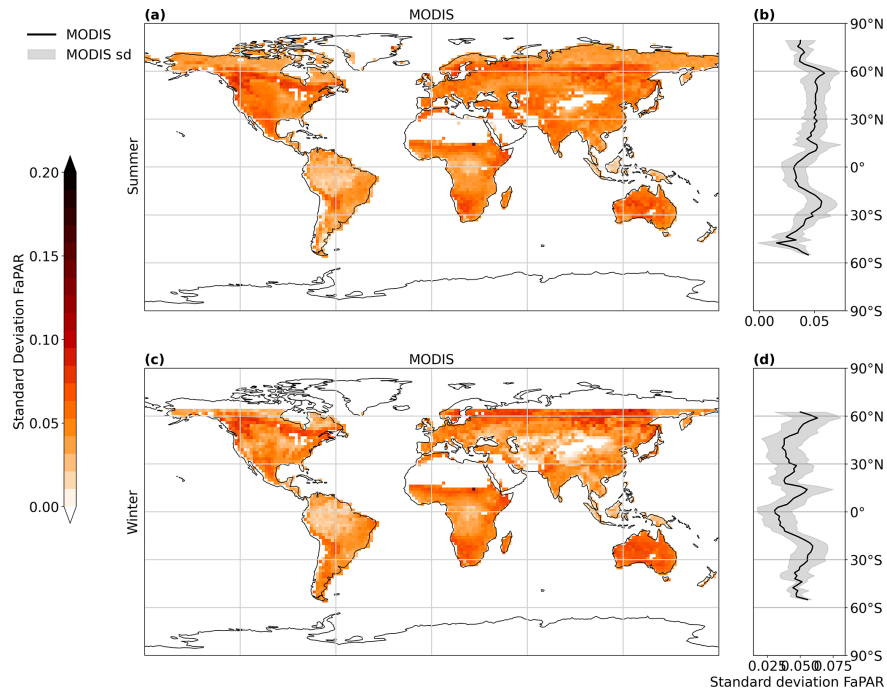 (a) MODIS (b)
MODIS
MODIS sd
90°N
60°N
30°N
0°
30°S
60°S
90°S
0.00 0.05
Summer
0.20
0.15
0.10
0.05
0.00
Standard Deviation FaPAR
(c) MODIS (d)
90°N
60°N
30°N
0°
30°S
60°S
90°S
Winter
0.025 0.050 0.075
Standard deviation FaPAR